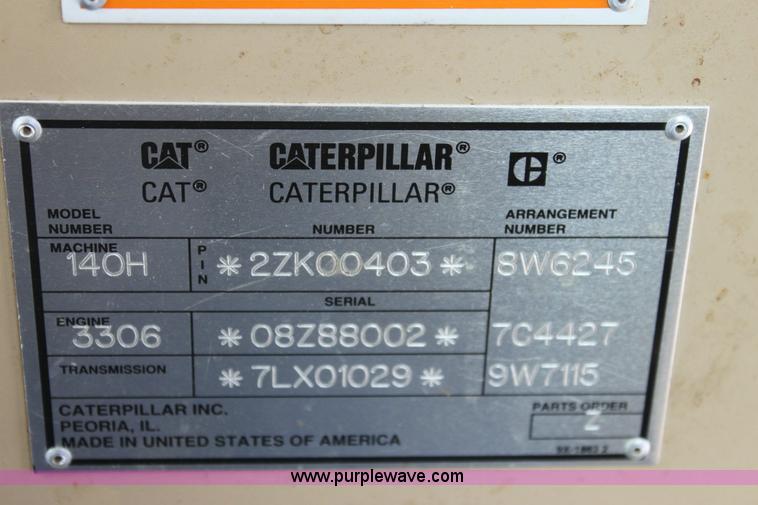 CAT® CATERPILLAR® ®
CAT® CATERPILLAR®
MODEL NUMBER NUMBER ARRANGEMENT NUMBER
MACHINE 140H PIN *2ZK00403* 8W6245
SERIAL
ENGINE 3306 *08Z88002* 7C4427
TRANSMISSION *7LX01029* 9W7115
CATERPILLAR INC. PARTS ORDER
PEORIA, IL. Z
MADE IN UNITED STATES OF AMERICA
www.purplewave.com